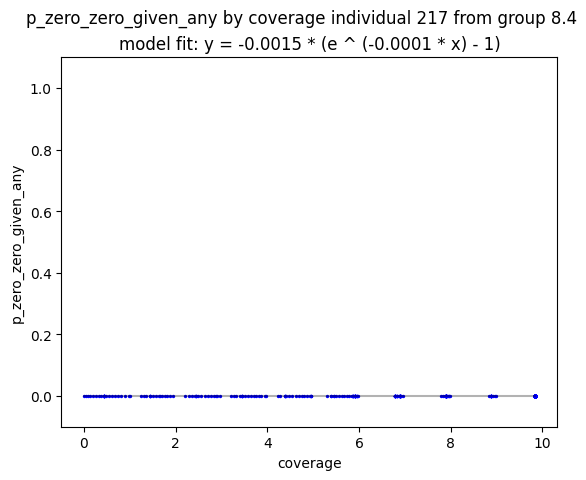 p_zero_zero_given_any by coverage individual 217 from group 8.4
model fit: y = -0.0015 * (e ^ (-0.0001 * x) - 1)
1.0
0.8
0.6
0.4
0.2
0.0
p_zero_zero_given_any
0 2 4 6 8 10
coverage